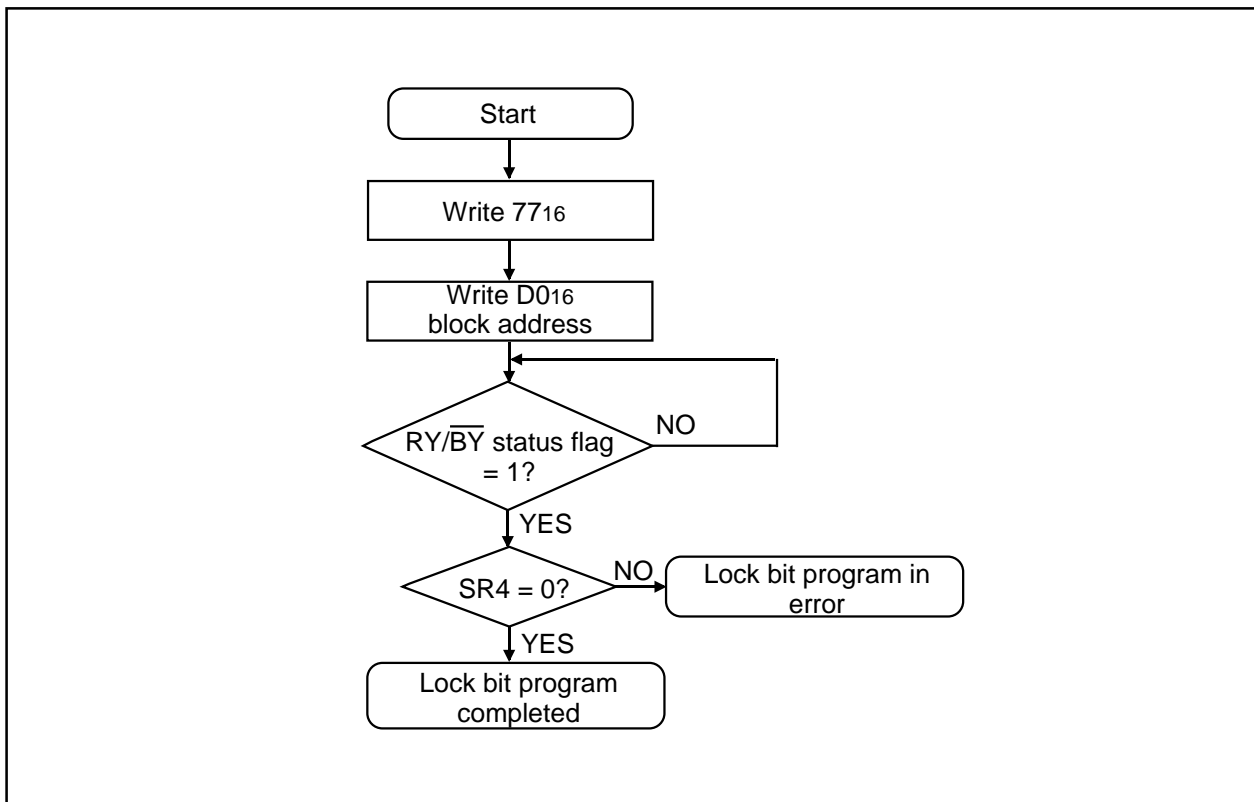 Start
Write 77₁₆
Write D0₁₆
block address
RY/B̅Y̅ status flag
= 1?
NO
YES
SR4 = 0?
NO
Lock bit program in
error
YES
Lock bit program
completed